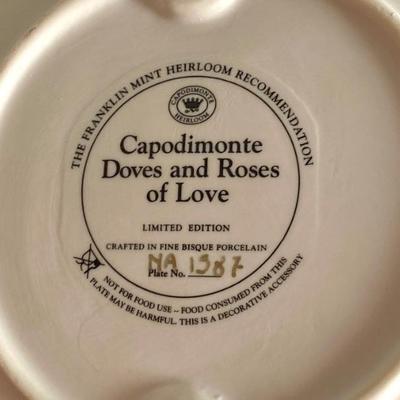 THE FRANKLIN MINT HEIRLOOM RECOMMENDATION
CAPODIMONTE
HEIRLOOM
Capodimonte
Doves and Roses
of Love
LIMITED EDITION
CRAFTED IN FINE BISQUE PORCELAIN
Plate No. NA 1387
NOT FOR FOOD USE – FOOD CONSUMED FROM THIS
PLATE MAY BE HARMFUL. THIS IS A DECORATIVE ACCESSORY